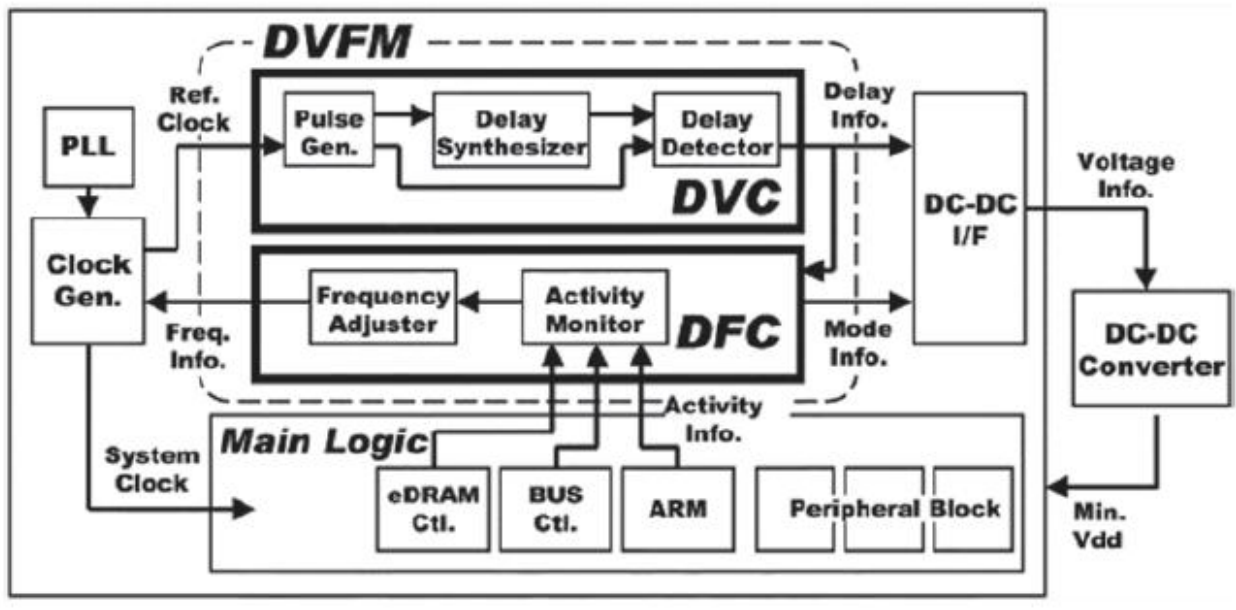 DVFM
Ref.
Clock
Delay
Info.
PLL
Pulse
Gen.
Delay
Synthesizer
Delay
Detector
DVC
DC-DC
I/F
Voltage
Info.
Clock
Gen.
Frequency
Adjuster
Activity
Monitor
DFC
Freq.
Info.
Mode
Info.
DC-DC
Converter
Activity
Info.
Main Logic
System
Clock
eDRAM
Ctl.
BUS
Ctl.
ARM
Peripheral Block
Min.
Vdd